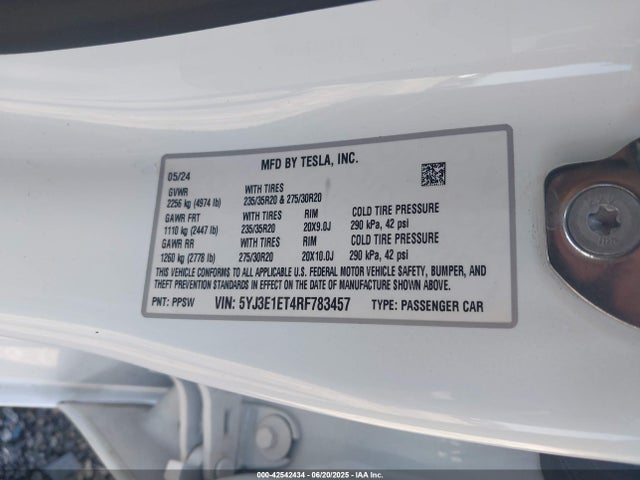 MFD BY TESLA, INC.
05/24
GVWR WITH TIRES
2256 kg (4974 lb) 235/35R20 & 275/30R20
GAWR FRT WITH TIRES RIM COLD TIRE PRESSURE
1110 kg (2447 lb) 235/35R20 20X9.0J 290 kPa, 42 psi
GAWR RR WITH TIRES RIM COLD TIRE PRESSURE
1260 kg (2778 lb) 275/30R20 20X10.0J 290 kPa, 42 psi
THIS VEHICLE CONFORMS TO ALL APPLICABLE U.S. FEDERAL MOTOR VEHICLE SAFETY, BUMPER, AND
THEFT PREVENTION STANDARDS IN EFFECT ON THE DATE OF MANUFACTURE SHOWN ABOVE.
PNT: PPSW VIN: 5YJ3E1ET4RF783457 TYPE: PASSENGER CAR
000-42542434 - 06/20/2025 - IAA Inc.